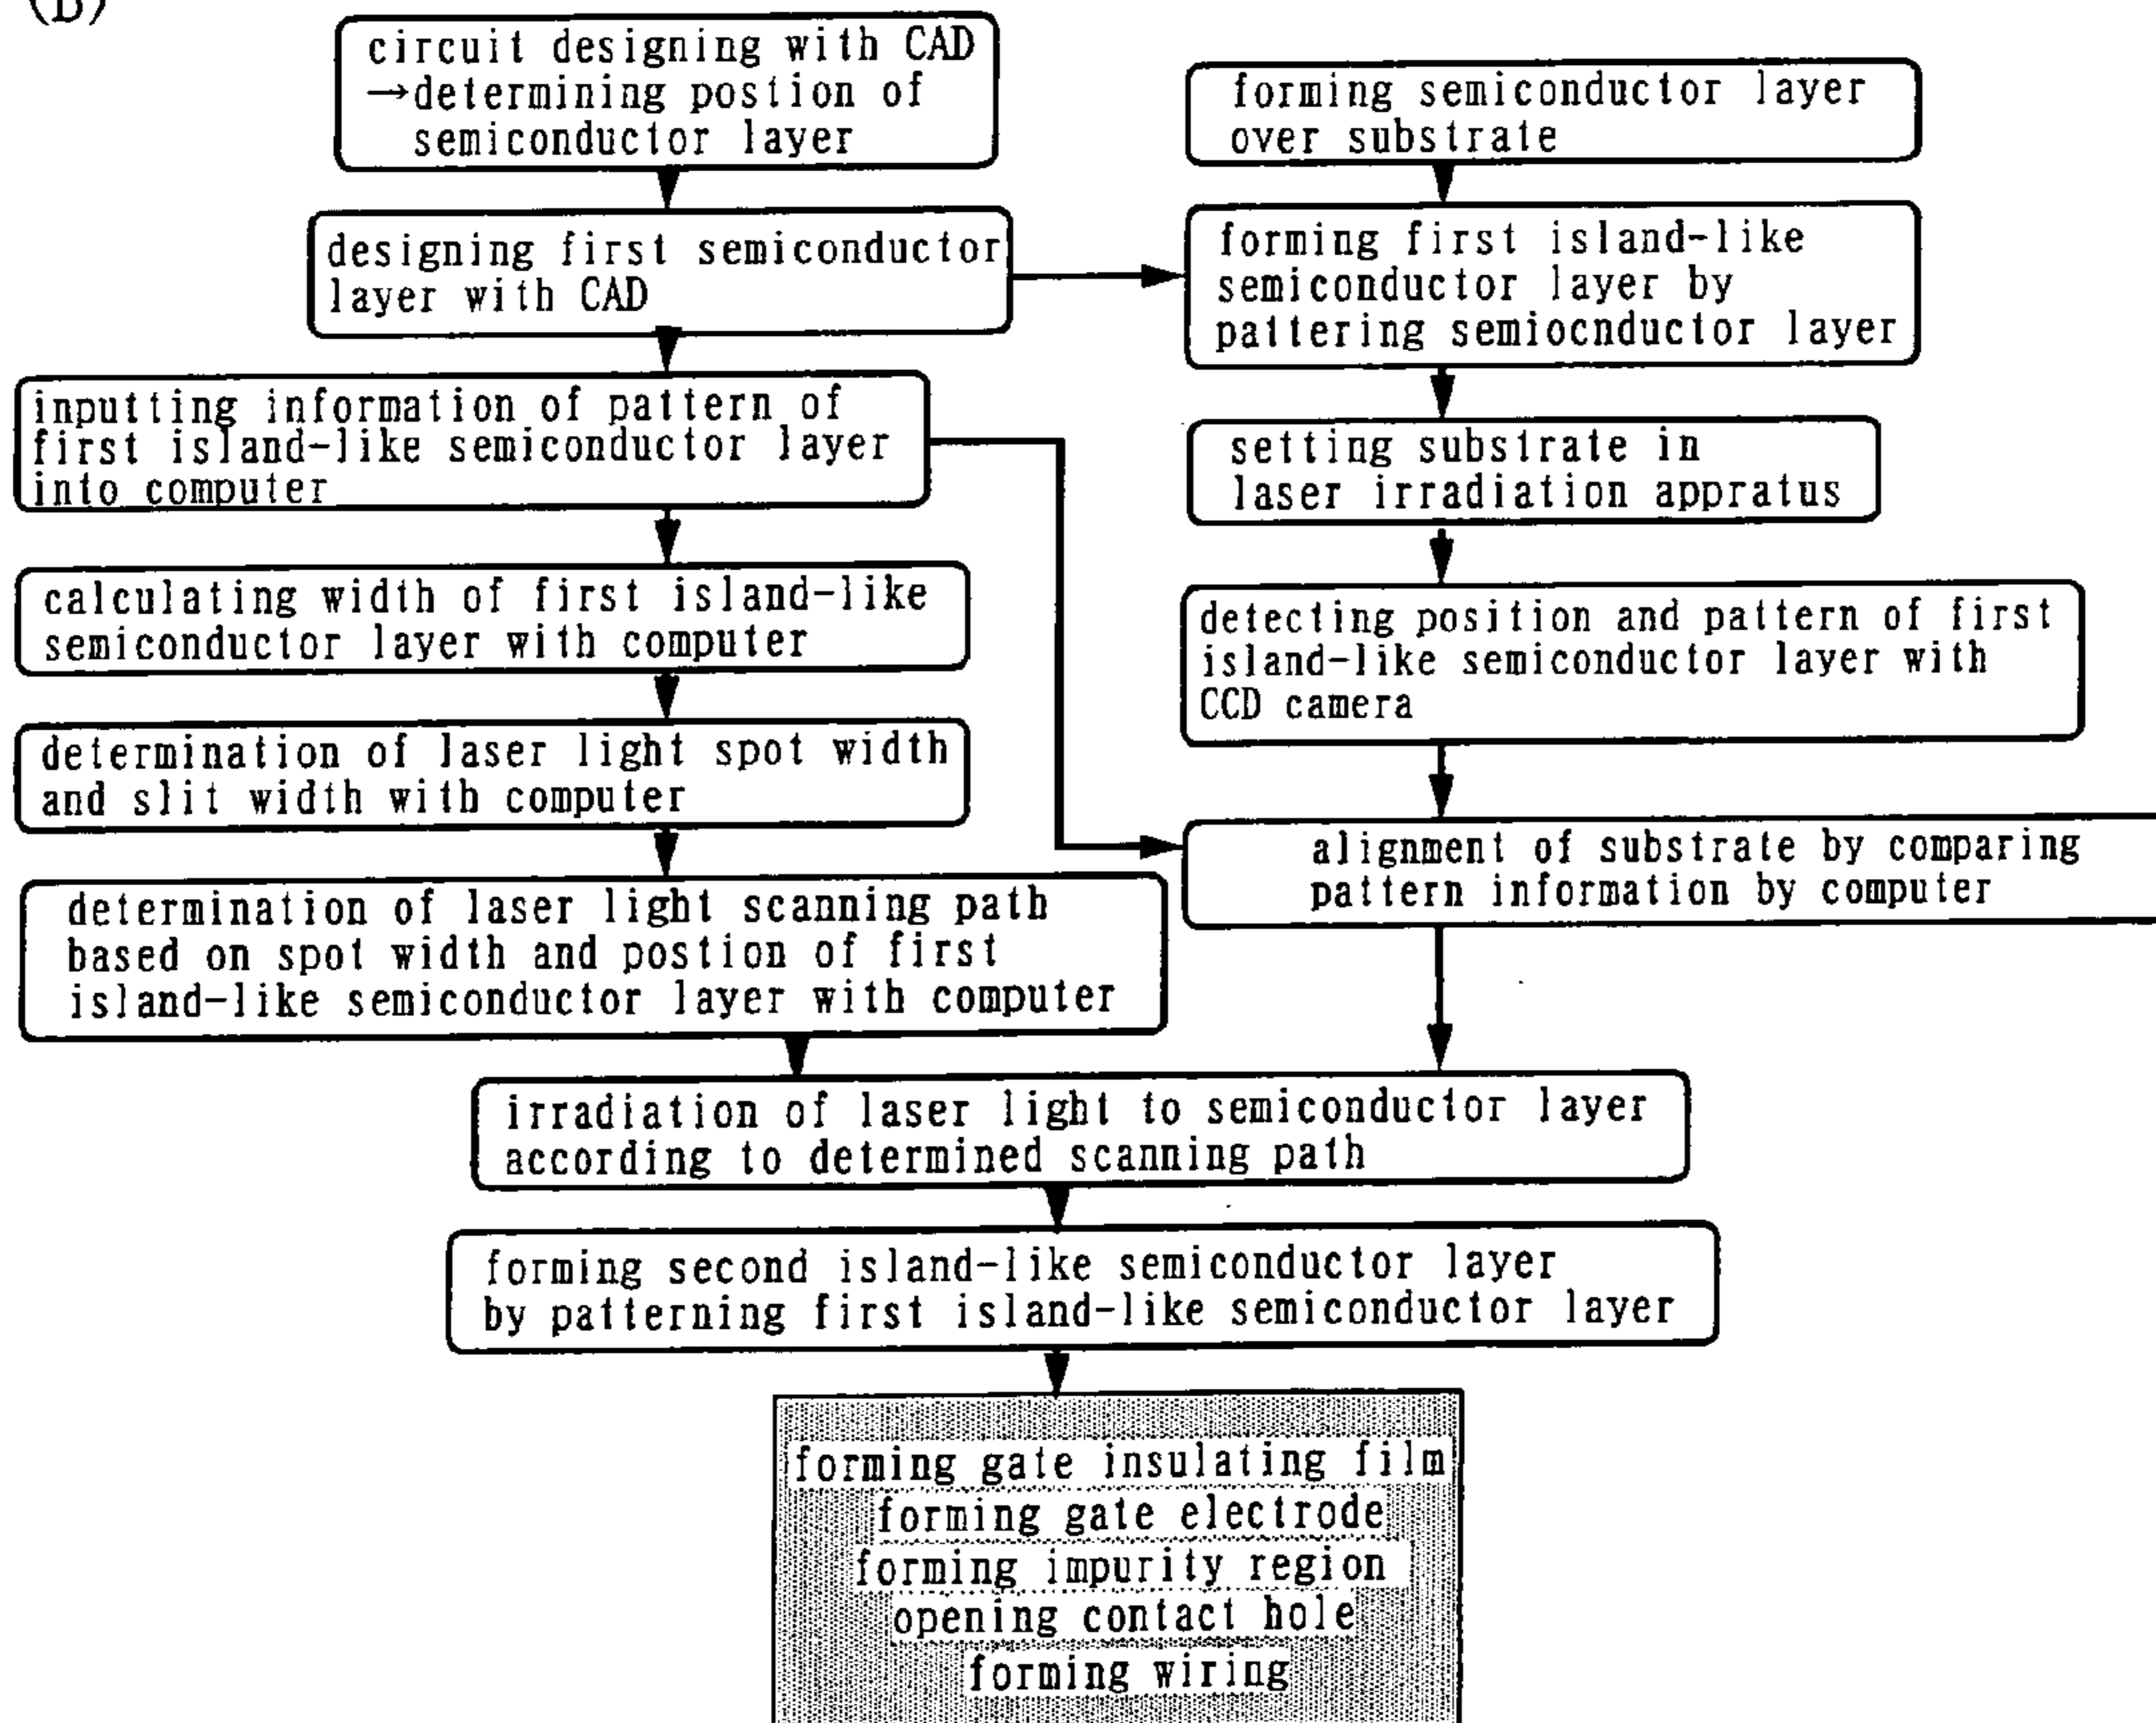 (B)
circuit designing with CAD
→determining postion of
semiconductor layer
designing first semiconductor
layer with CAD
inputting information of pattern of
first island-like semiconductor layer
into computer
calculating width of first island-like
semiconductor layer with computer
determination of laser light spot width
and slit width with computer
determination of laser light scanning path
based on spot width and postion of first
island-like semiconductor layer with computer
forming semiconductor layer
over substrate
forming first island-like
semiconductor layer by
pattering semiocnductor layer
setting substrate in
laser irradiation appratus
detecting position and pattern of first
island-like semiconductor layer with
CCD camera
alignment of substrate by comparing
pattern information by computer
irradiation of laser light to semiconductor layer
according to determined scanning path
forming second island-like semiconductor layer
by patterning first island-like semiconductor layer
forming gate insulating film
forming gate electrode
forming impurity region
opening contact hole
forming wiring